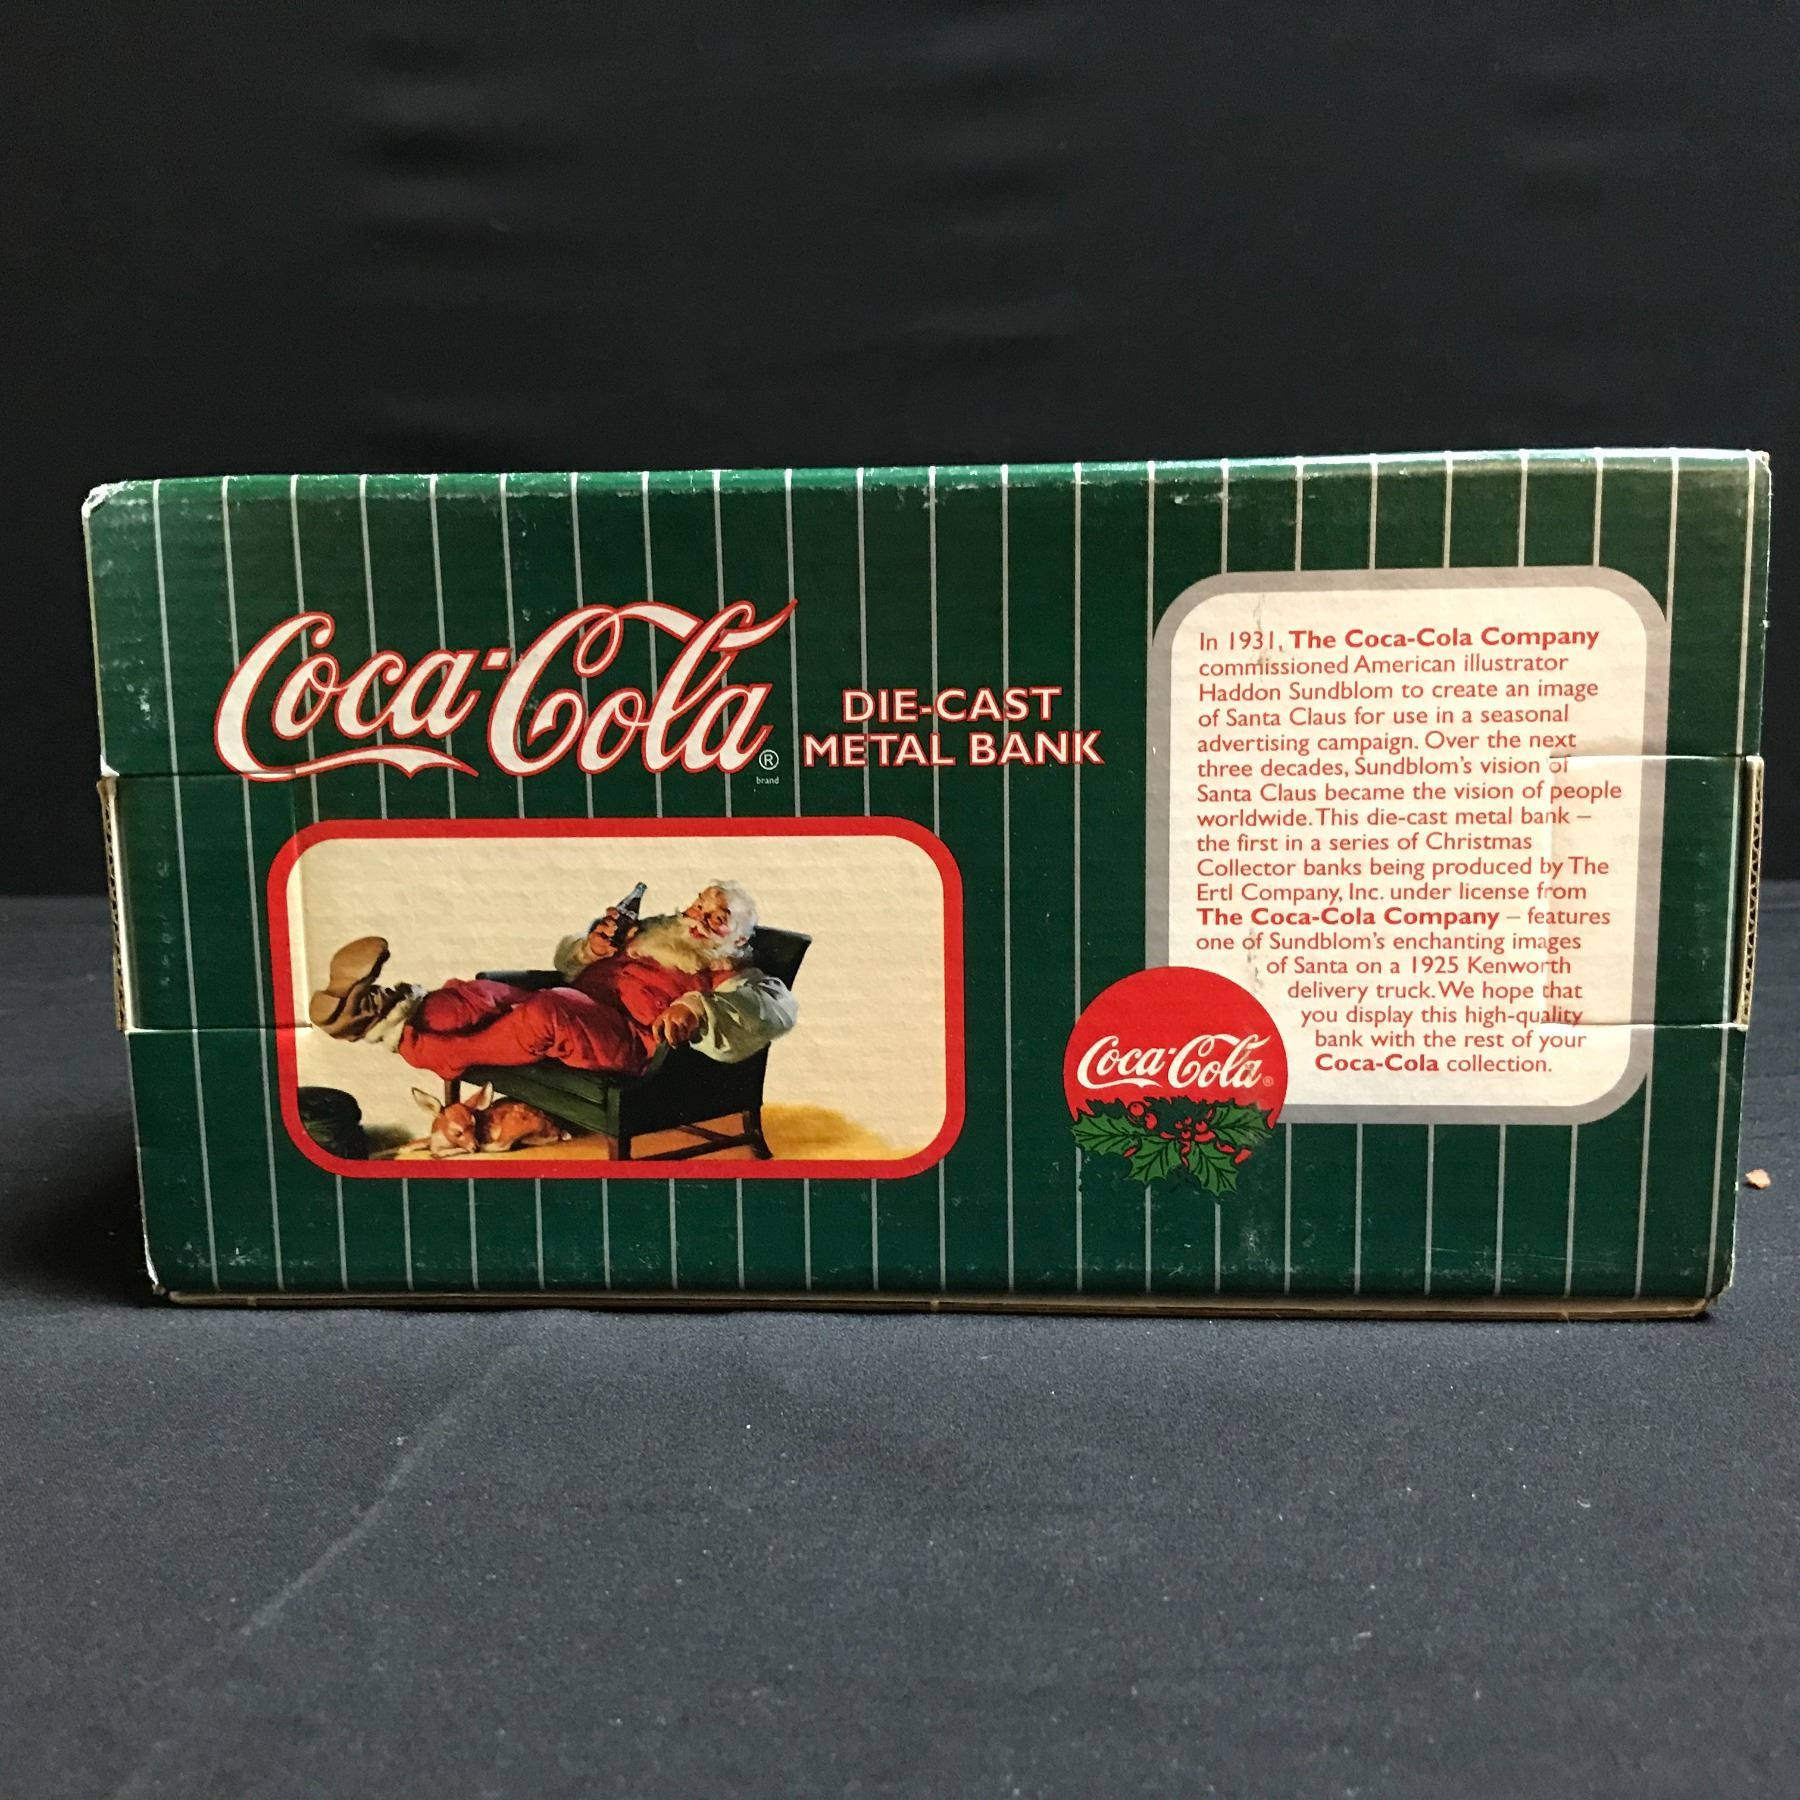 Coca-Cola®
brand
DIE-CAST
METAL BANK
In 1931, The Coca-Cola Company
commissioned American illustrator
Haddon Sundblom to create an image
of Santa Claus for use in a seasonal
advertising campaign. Over the next
three decades, Sundblom's vision of
Santa Claus became the vision of people
worldwide. This die-cast metal bank –
the first in a series of Christmas
Collector banks being produced by The
Ertl Company, Inc. under license from
The Coca-Cola Company – features
one of Sundblom's enchanting images
of Santa on a 1925 Kenworth
delivery truck. We hope that
you display this high-quality
bank with the rest of your
Coca-Cola collection.
Coca-Cola®